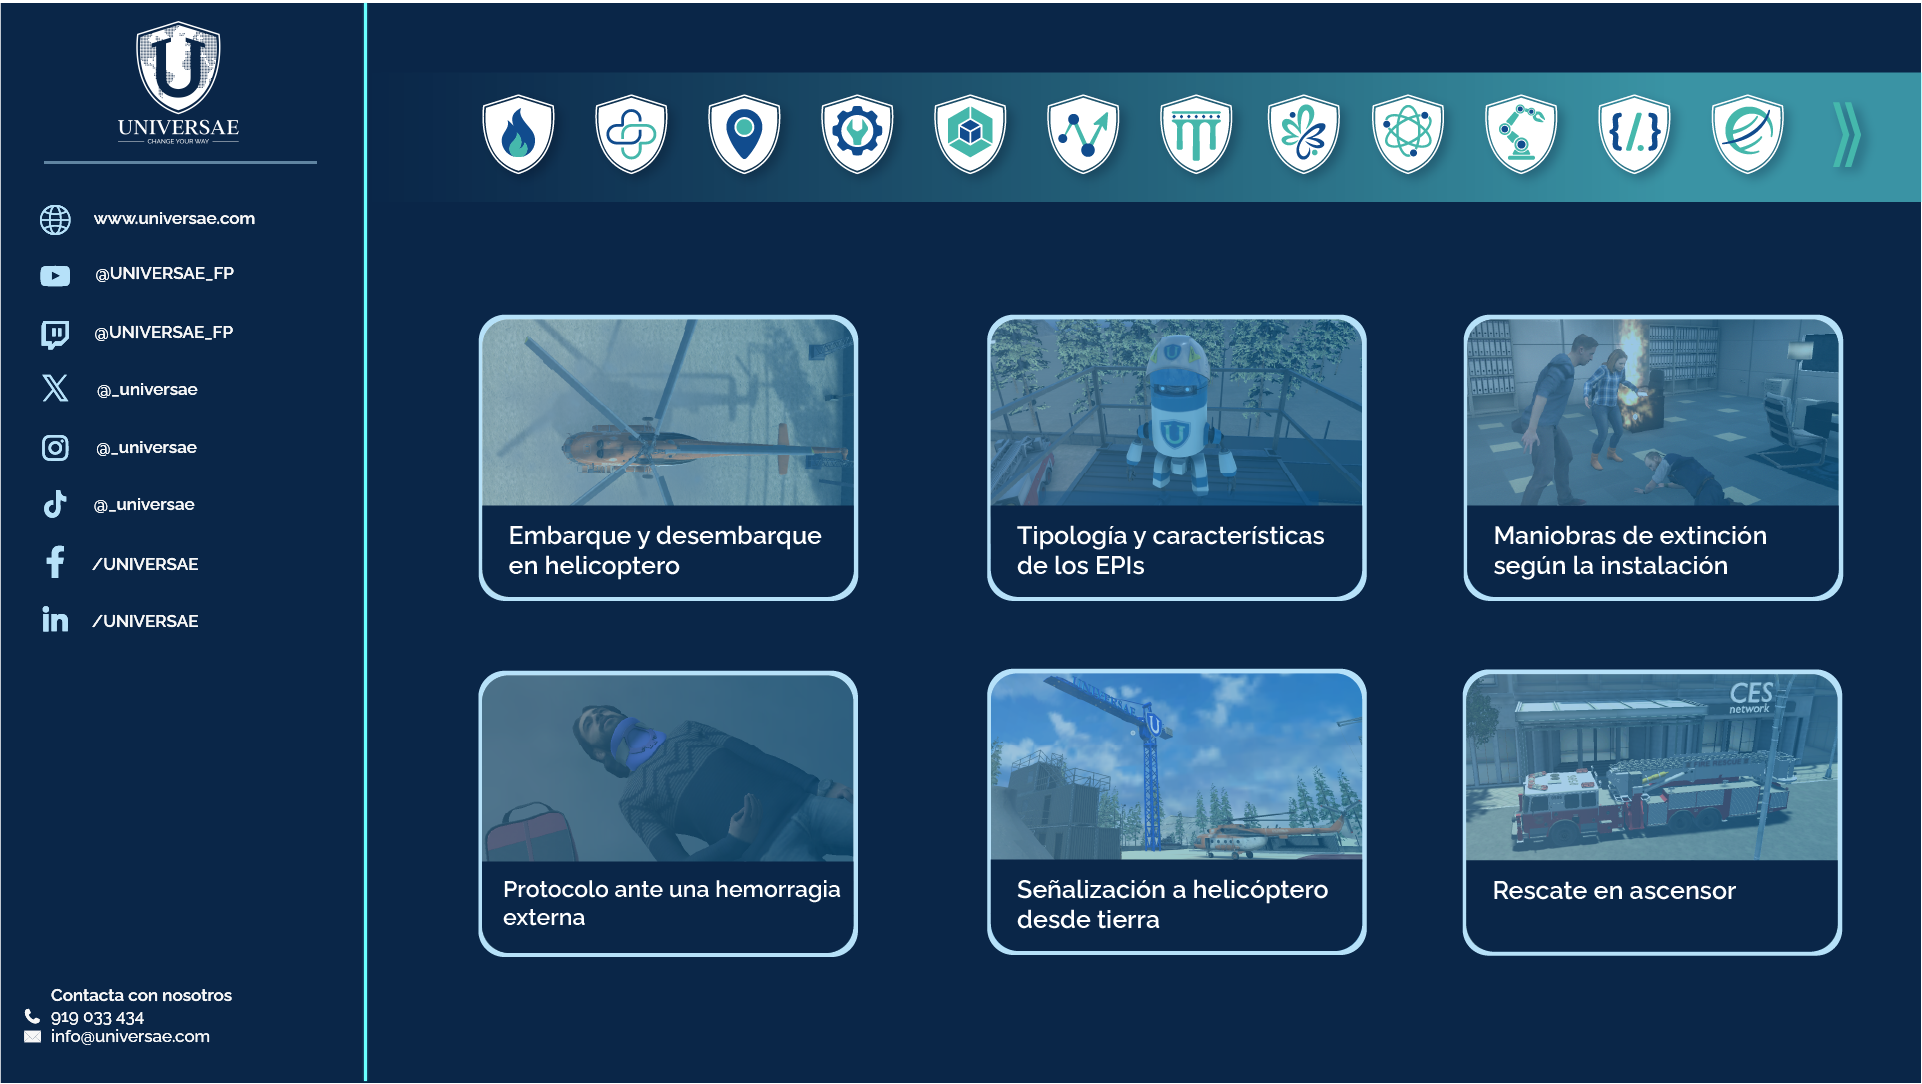 UNIVERSAE
CHANGE YOUR WAY
www.universae.com
@UNIVERSAE_FP
@UNIVERSAE_FP
@_universae
@_universae
@_universae
/UNIVERSAE
/UNIVERSAE
Contacta con nosotros
919 033 434
info@universae.com
{/.}
Embarque y desembarque
en helicoptero
Tipología y características
de los EPIs
Maniobras de extinción
según la instalación
Protocolo ante una hemorragia
externa
UNIVERSAE
U
Señalización a helicóptero
desde tierra
CES
network
Rescate en ascensor